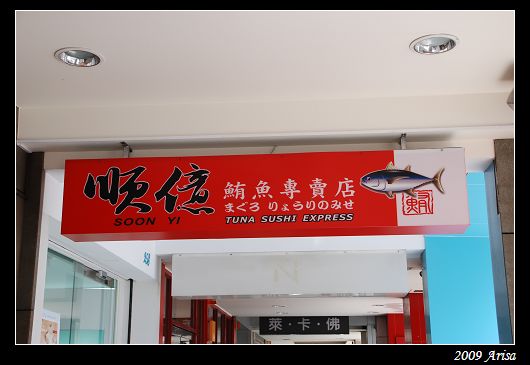 順億
SOON YI
鮪魚專賣店
まぐろ りょうりのみせ
TUNA SUSHI EXPRESS
N
萊·卡·佛
2009 Arisa